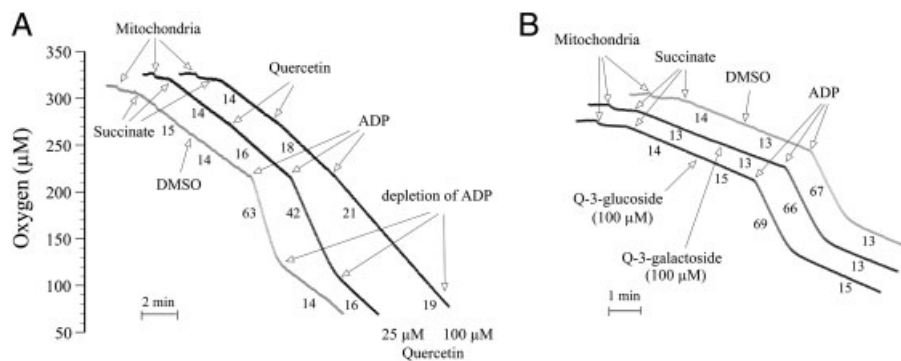 A
Mitochondria
350
300
250
200
150
100
50
Oxygen (µM)
Quercetin
Succinate
DMSO
ADP
depletion of ADP
14
14
15
16
18
14
63
42
21
14
16
19
2 min
25 µM
100 µM
Quercetin
B
Mitochondria
Succinate
DMSO
ADP
14
13
14
13
13
15
67
66
69
Q-3-glucoside
(100 µM)
Q-3-galactoside
(100 µM)
13
13
15
1 min